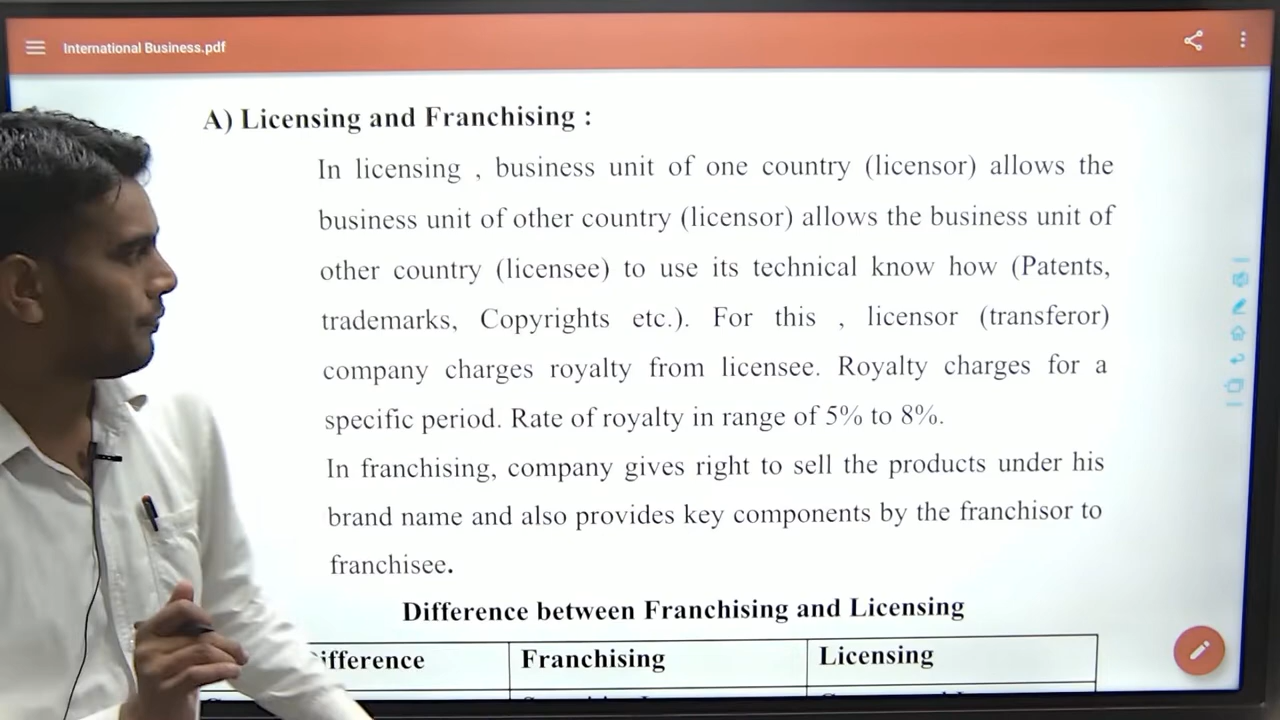 International Business.pdf
A) Licensing and Franchising :
In licensing , business unit of one country (licensor) allows the
business unit of other country (licensor) allows the business unit of
other country (licensee) to use its technical know how (Patents,
trademarks, Copyrights etc.). For this , licensor (transferor)
company charges royalty from licensee. Royalty charges for a
specific period. Rate of royalty in range of 5% to 8%.
In franchising, company gives right to sell the products under his
brand name and also provides key components by the franchisor to
franchisee.
Difference between Franchising and Licensing
ifference Franchising Licensing